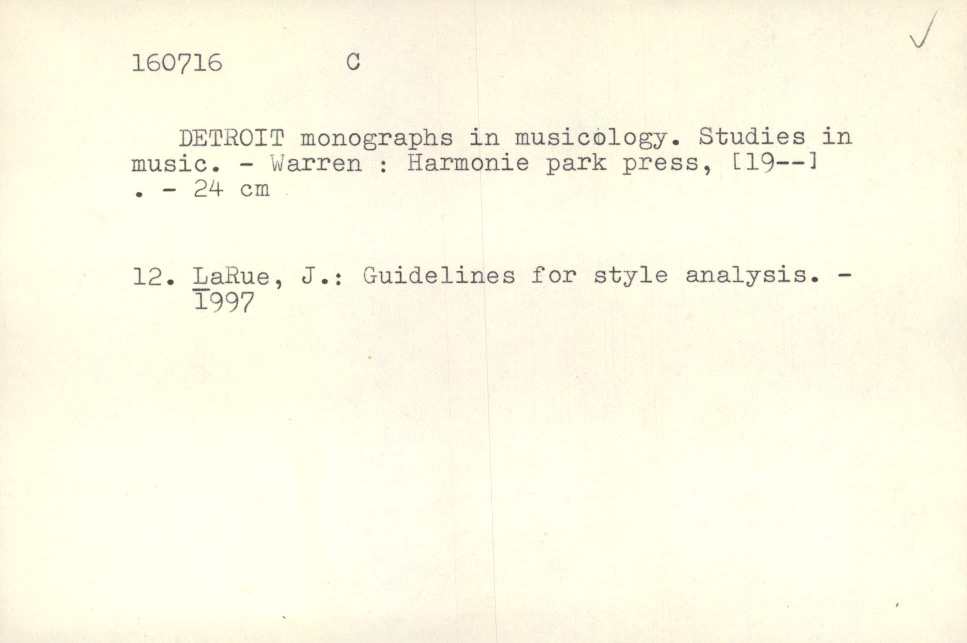 160716 C
DETROIT monographs in musicology. Studies in
music. - Warren : Harmonie park press, [19--]
. - 24 cm
12. LaRue, J.: Guidelines for style analysis. -
1997